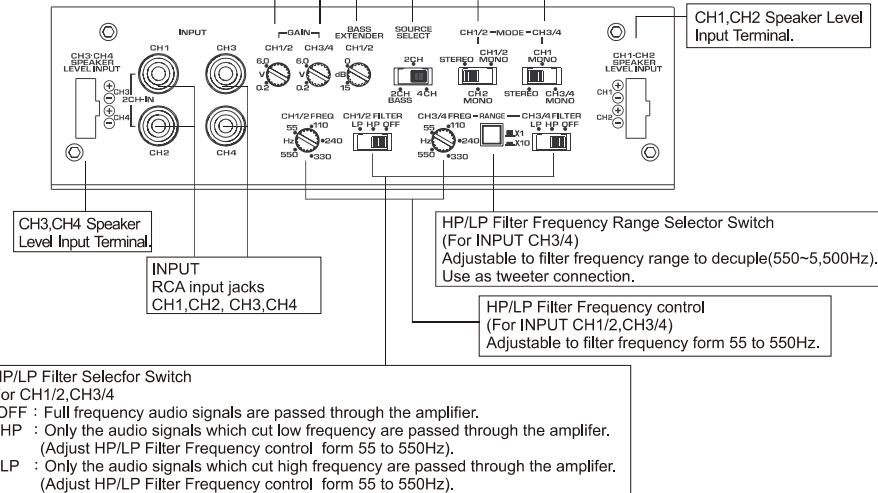 CH1,CH2 Speaker Level
Input Terminal.
INPUT
GAIN
BASS
EXTENDER
SOURCE
SELECT
CH1/2 MODE CH3/4
CH3·CH4
SPEAKER
LEVEL INPUT
CH1 CH3
CH1/2 CH3/4 CH1/2
6.0 6.0 0
V V dB
0.2 0.2 15
2CH
2CH 4CH
BASS
STEREO CH1/2
MONO
CH2
MONO
CH1
MONO
STEREO CH3/4
MONO
CH1·CH2
SPEAKER
LEVEL INPUT
CH3
2CH-IN
CH4
CH1
CH2
CH2 CH4
CH1/2 FREQ CH1/2 FILTER CH3/4 FREQ RANGE CH3/4 FILTER
55 110 LP HP OFF 55 110 X1 LP HP OFF
Hz 240 Hz 240 X10
550 330 550 330
CH3,CH4 Speaker
Level Input Terminal.
INPUT
RCA input jacks
CH1,CH2, CH3,CH4
HP/LP Filter Frequency Range Selector Switch
(For INPUT CH3/4)
Adjustable to filter frequency range to decuple(550~5,500Hz).
Use as tweeter connection.
HP/LP Filter Frequency control
(For INPUT CH1/2,CH3/4)
Adjustable to filter frequency form 55 to 550Hz.
HP/LP Filter Selecfor Switch
For CH1/2,CH3/4
OFF : Full frequency audio signals are passed through the amplifier.
HP : Only the audio signals which cut low frequency are passed through the amplifer.
(Adjust HP/LP Filter Frequency control form 55 to 550Hz).
LP : Only the audio signals which cut high frequency are passed through the amplifer.
(Adjust HP/LP Filter Frequency control form 55 to 550Hz).